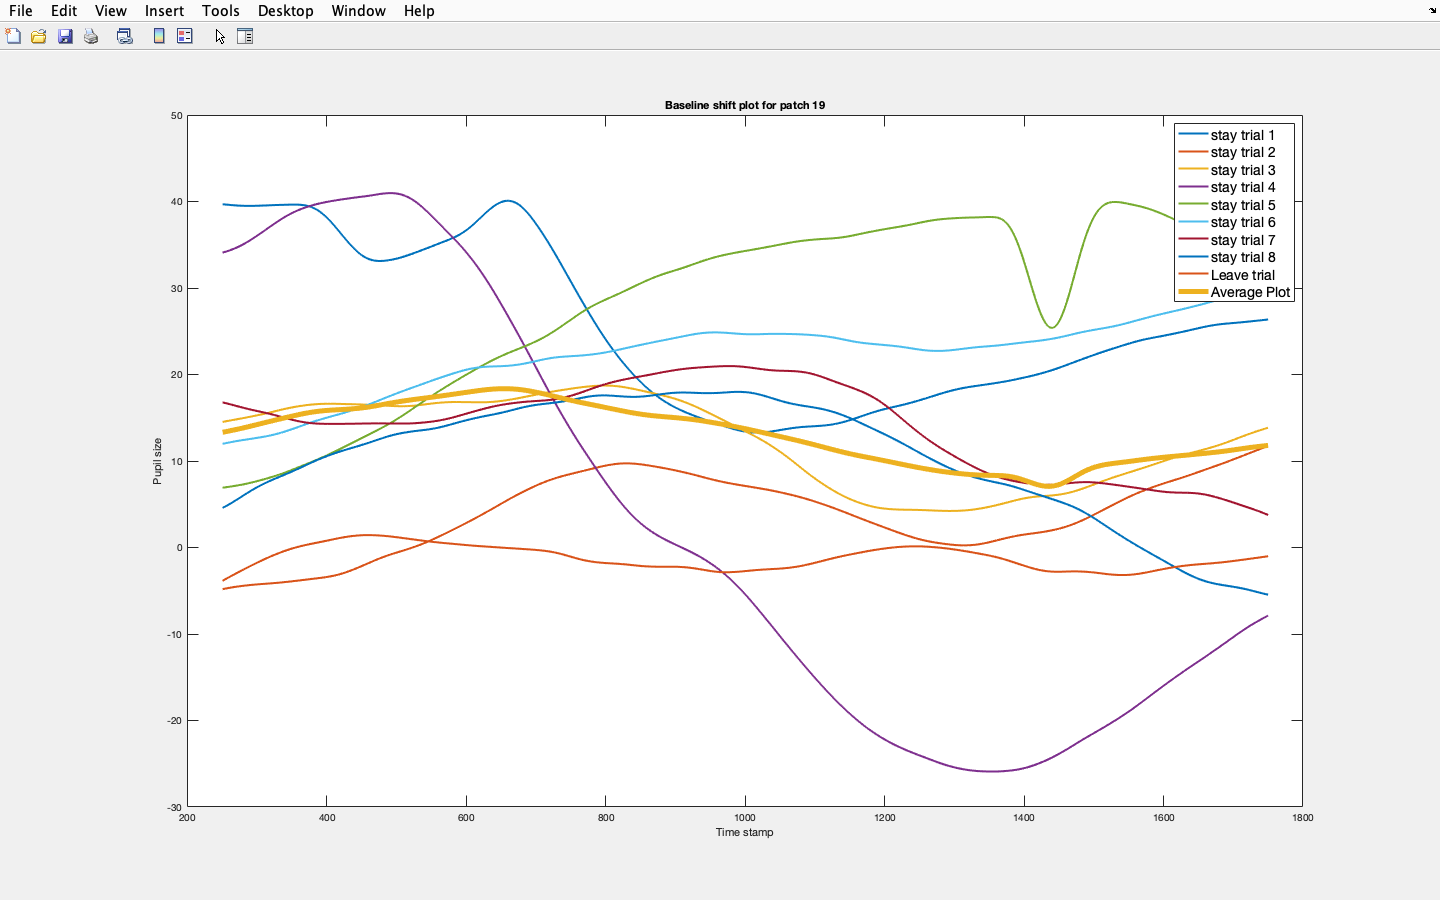 File Edit View Insert Tools Desktop Window Help
Baseline shift plot for patch 19
50
40
30
20
10
0
-10
-20
-30
Pupil size
200 400 600 800 1000 1200 1400 1600 1800
Time stamp
stay trial 1
stay trial 2
stay trial 3
stay trial 4
stay trial 5
stay trial 6
stay trial 7
stay trial 8
Leave trial
Average Plot